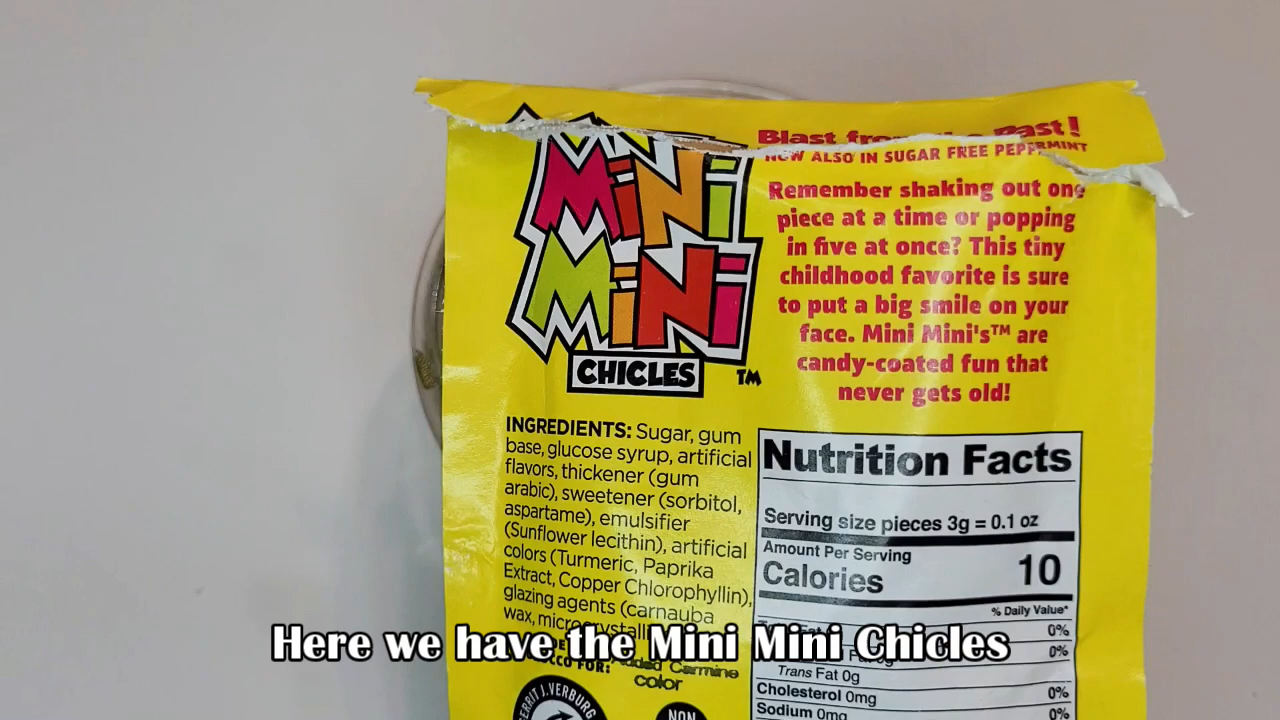 MiNi
MiNi
CHICLES
TM
Blast from the Past!
NOW ALSO IN SUGAR FREE PEPPERMINT
Remember shaking out one
piece at a time or popping
in five at once? This tiny
childhood favorite is sure
to put a big smile on your
face. Mini Mini's™ are
candy-coated fun that
never gets old!
INGREDIENTS: Sugar, gum
base, glucose syrup, artificial
flavors, thickener (gum
arabic), sweetener (sorbitol,
aspartame), emulsifier
(Sunflower lecithin), artificial
colors (Turmeric, Paprika
Extract, Copper Chlorophyllin),
glazing agents (carnauba
wax,
Added Carmine
FOR:
color
GERRIT J. VERBURG
NON
Nutrition Facts
Serving size pieces 3g = 0.1 oz
Amount Per Serving
Calories 10
% Daily Value*
0%
0%
Trans Fat 0g
Cholesterol 0mg 0%
Sodium 0mg 0%
Here we have the Mini Mini Chicles